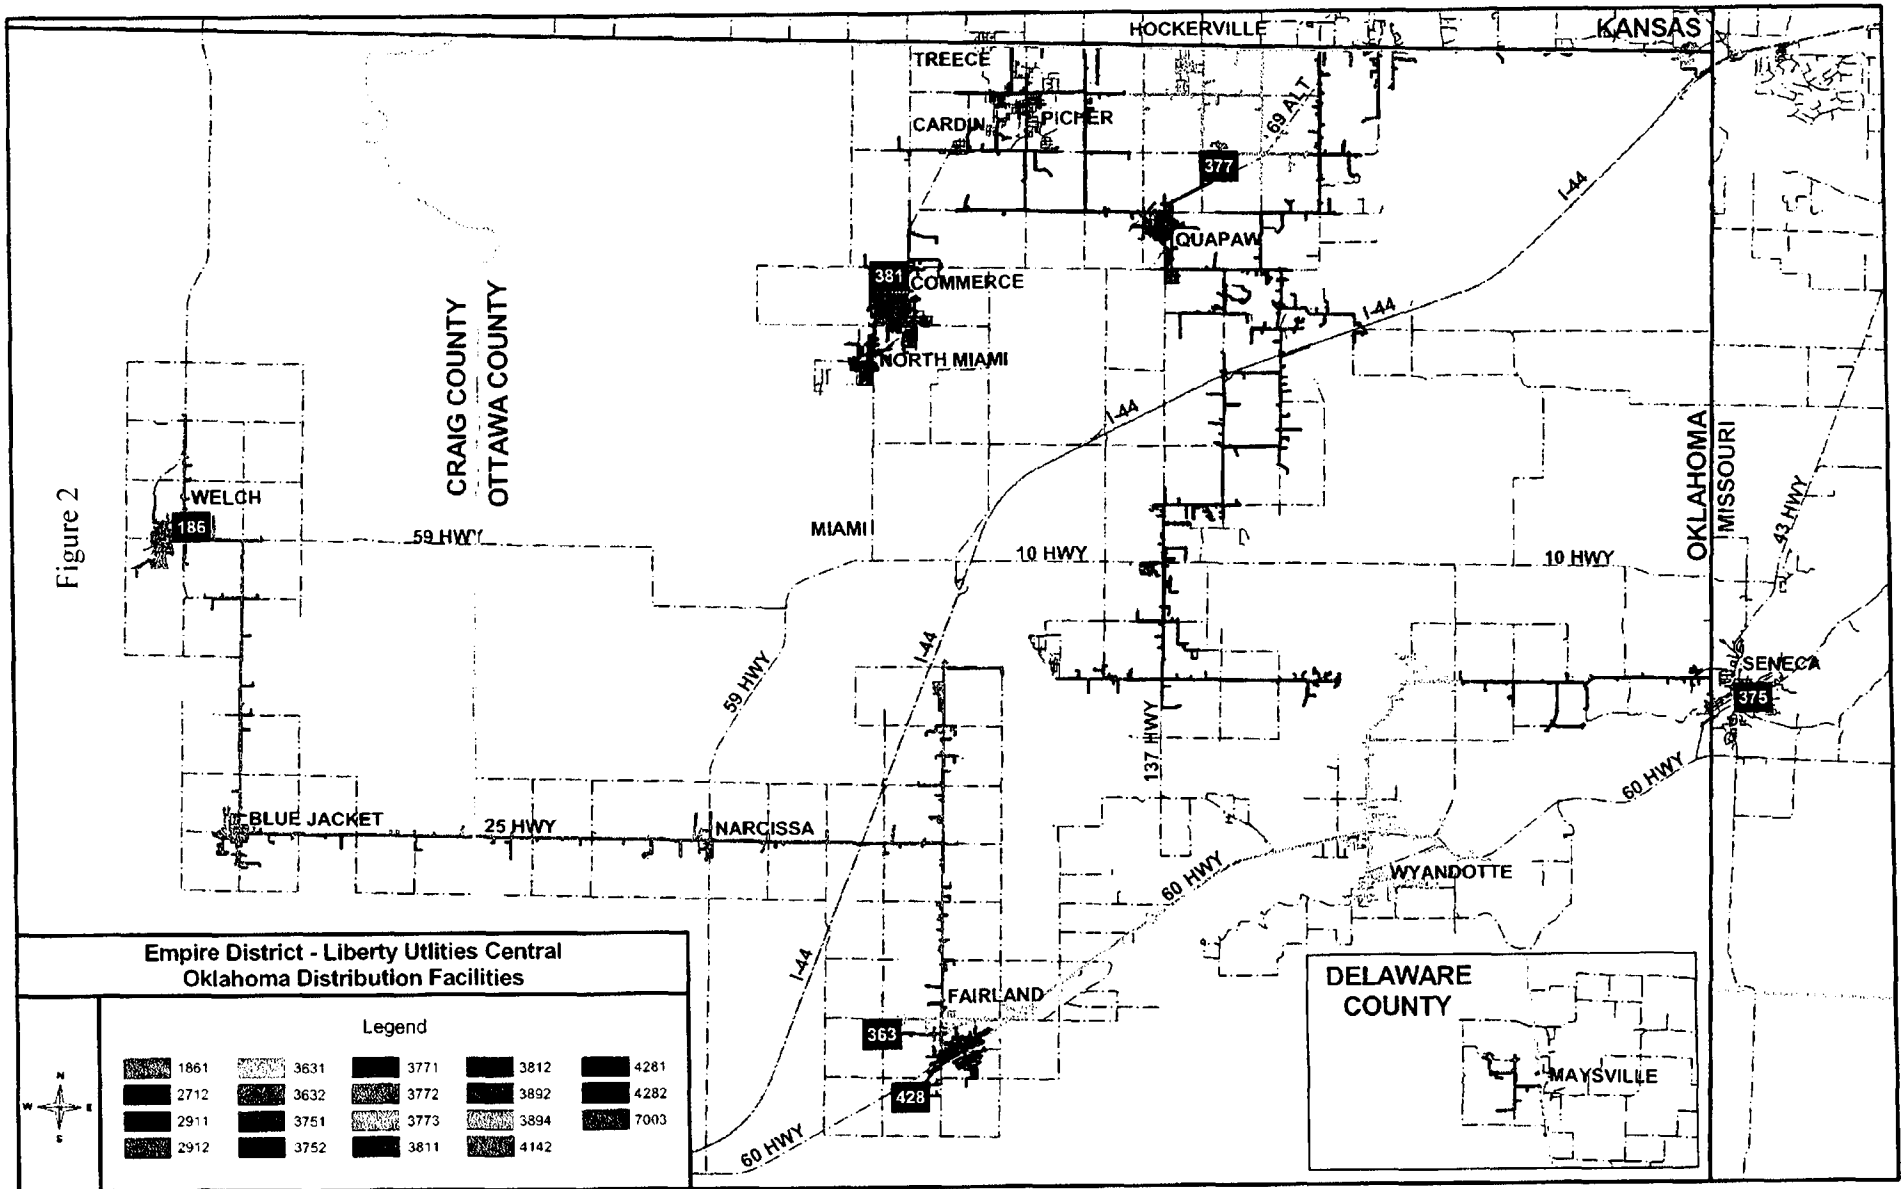 HOCKERVILLE
KANSAS
TREECE
CARDIN
PICHER
69 ALT
377
I-44
QUAPAW
381
COMMERCE
I-44
NORTH MIAMI
CRAIG COUNTY
OTTAWA COUNTY
I-44
OKLAHOMA
MISSOURI
Figure 2
WELCH
186
59 HWY
MIAMI
10 HWY
10 HWY
43 HWY
I-44
59 HWY
SENECA
375
137 HWY
60 HWY
BLUE JACKET
25 HWY
NARCISSA
60 HWY
WYANDOTTE
I-44
FAIRLAND
363
428
60 HWY
DELAWARE
COUNTY
MAYSVILLE
Empire District - Liberty Utlities Central
Oklahoma Distribution Facilities
Legend
N
W E
S
1861 3631 3771 3812 4281
2712 3632 3772 3892 4282
2911 3751 3773 3894 7003
2912 3752 3811 4142